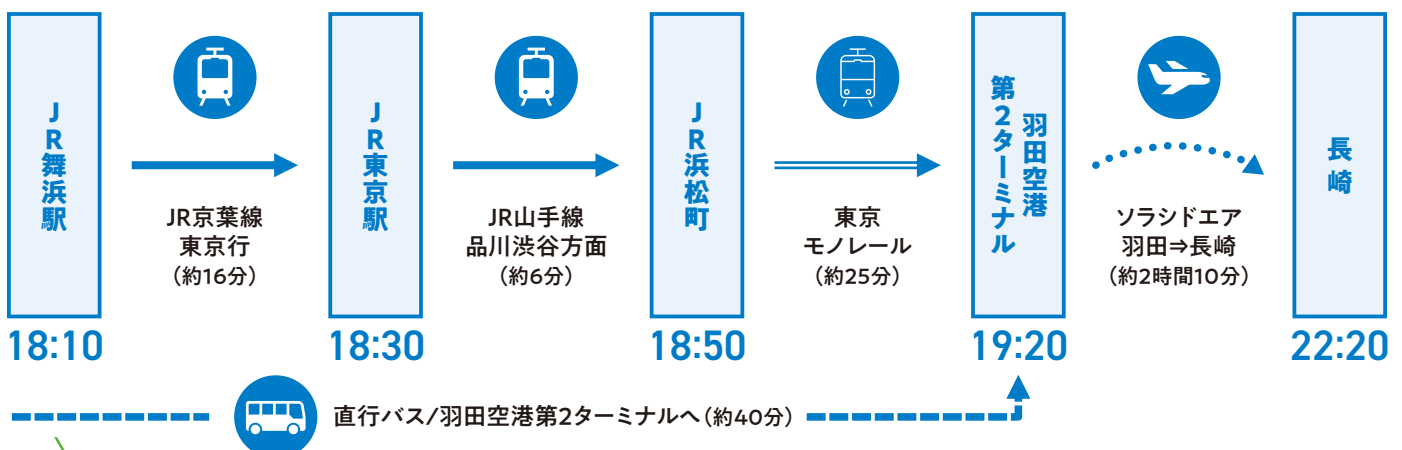 JR舞浜駅
18:10
JR京葉線
東京行
(約16分)
JR東京駅
18:30
JR山手線
品川渋谷方面
(約6分)
JR浜松町
18:50
東京
モノレール
(約25分)
羽田空港
第2ターミナル
19:20
ソラシドエア
羽田⇒長崎
(約2時間10分)
長崎
22:20
直行バス/羽田空港第2ターミナルへ(約40分)